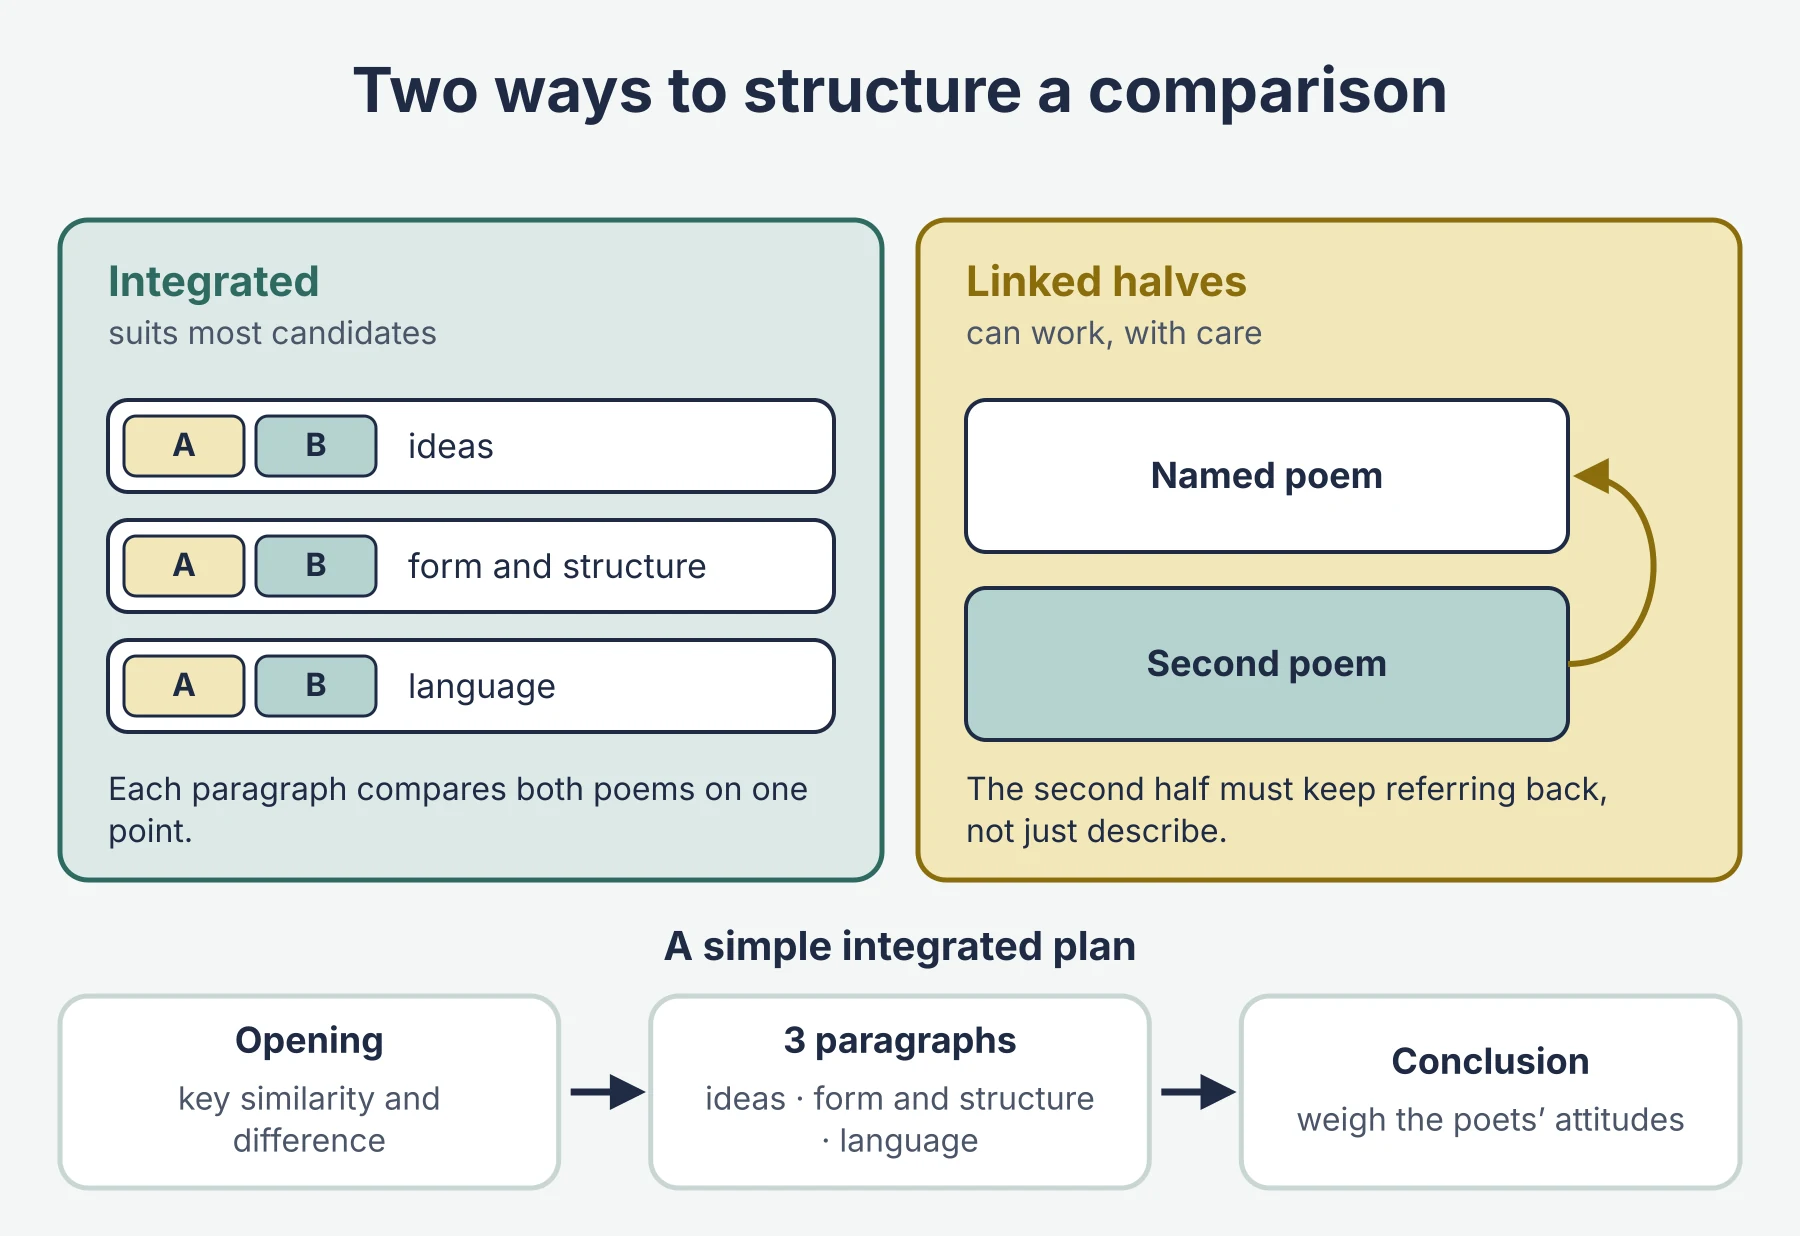 Two ways to structure a comparison
Integrated
suits most candidates
A B ideas
A B form and structure
A B language
Each paragraph compares both poems on one
point.
Linked halves
can work, with care
Named poem
Second poem
The second half must keep referring back,
not just describe.
A simple integrated plan
Opening
key similarity and
difference
3 paragraphs
ideas · form and structure
· language
Conclusion
weigh the poets’ attitudes